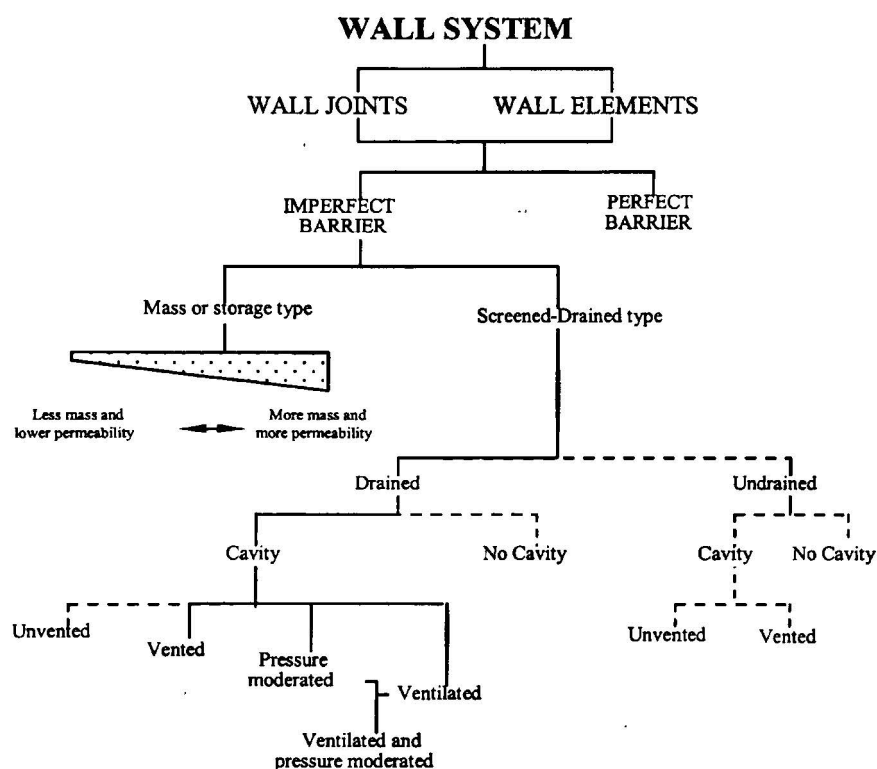 WALL SYSTEM
WALL JOINTS
WALL ELEMENTS
IMPERFECT
BARRIER
PERFECT
BARRIER
Mass or storage type
Screened-Drained type
Less mass and
lower permeability
More mass and
more permeability
Drained
Undrained
Cavity
No Cavity
Cavity
No Cavity
Unvented
Vented
Pressure
moderated
Ventilated
Ventilated and
pressure moderated
Unvented
Vented